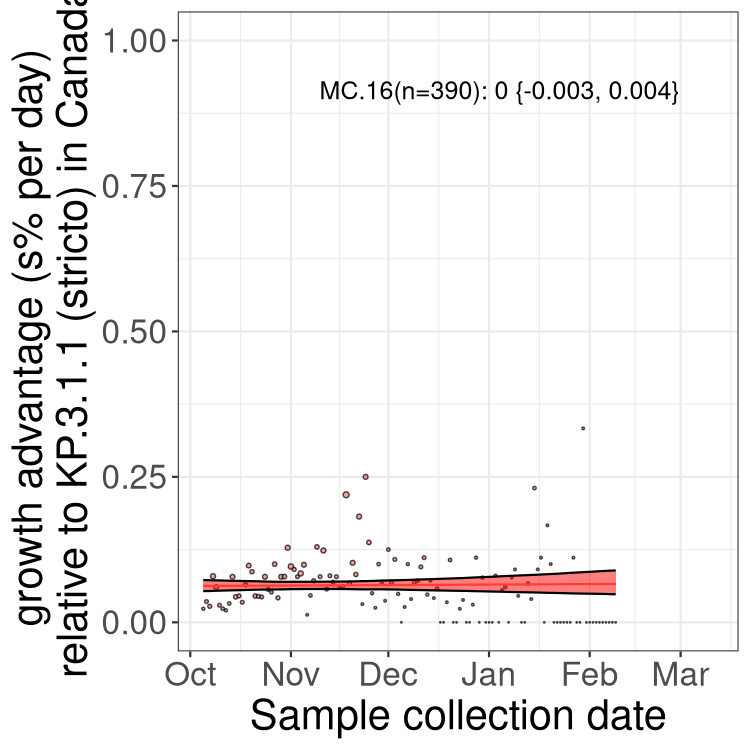 growth advantage (s% per day)
relative to KP.3.1.1 (stricto) in Canada
1.00
MC.16(n=390): 0 {-0.003, 0.004}
0.75
0.50
0.25
0.00
Oct Nov Dec Jan Feb Mar
Sample collection date